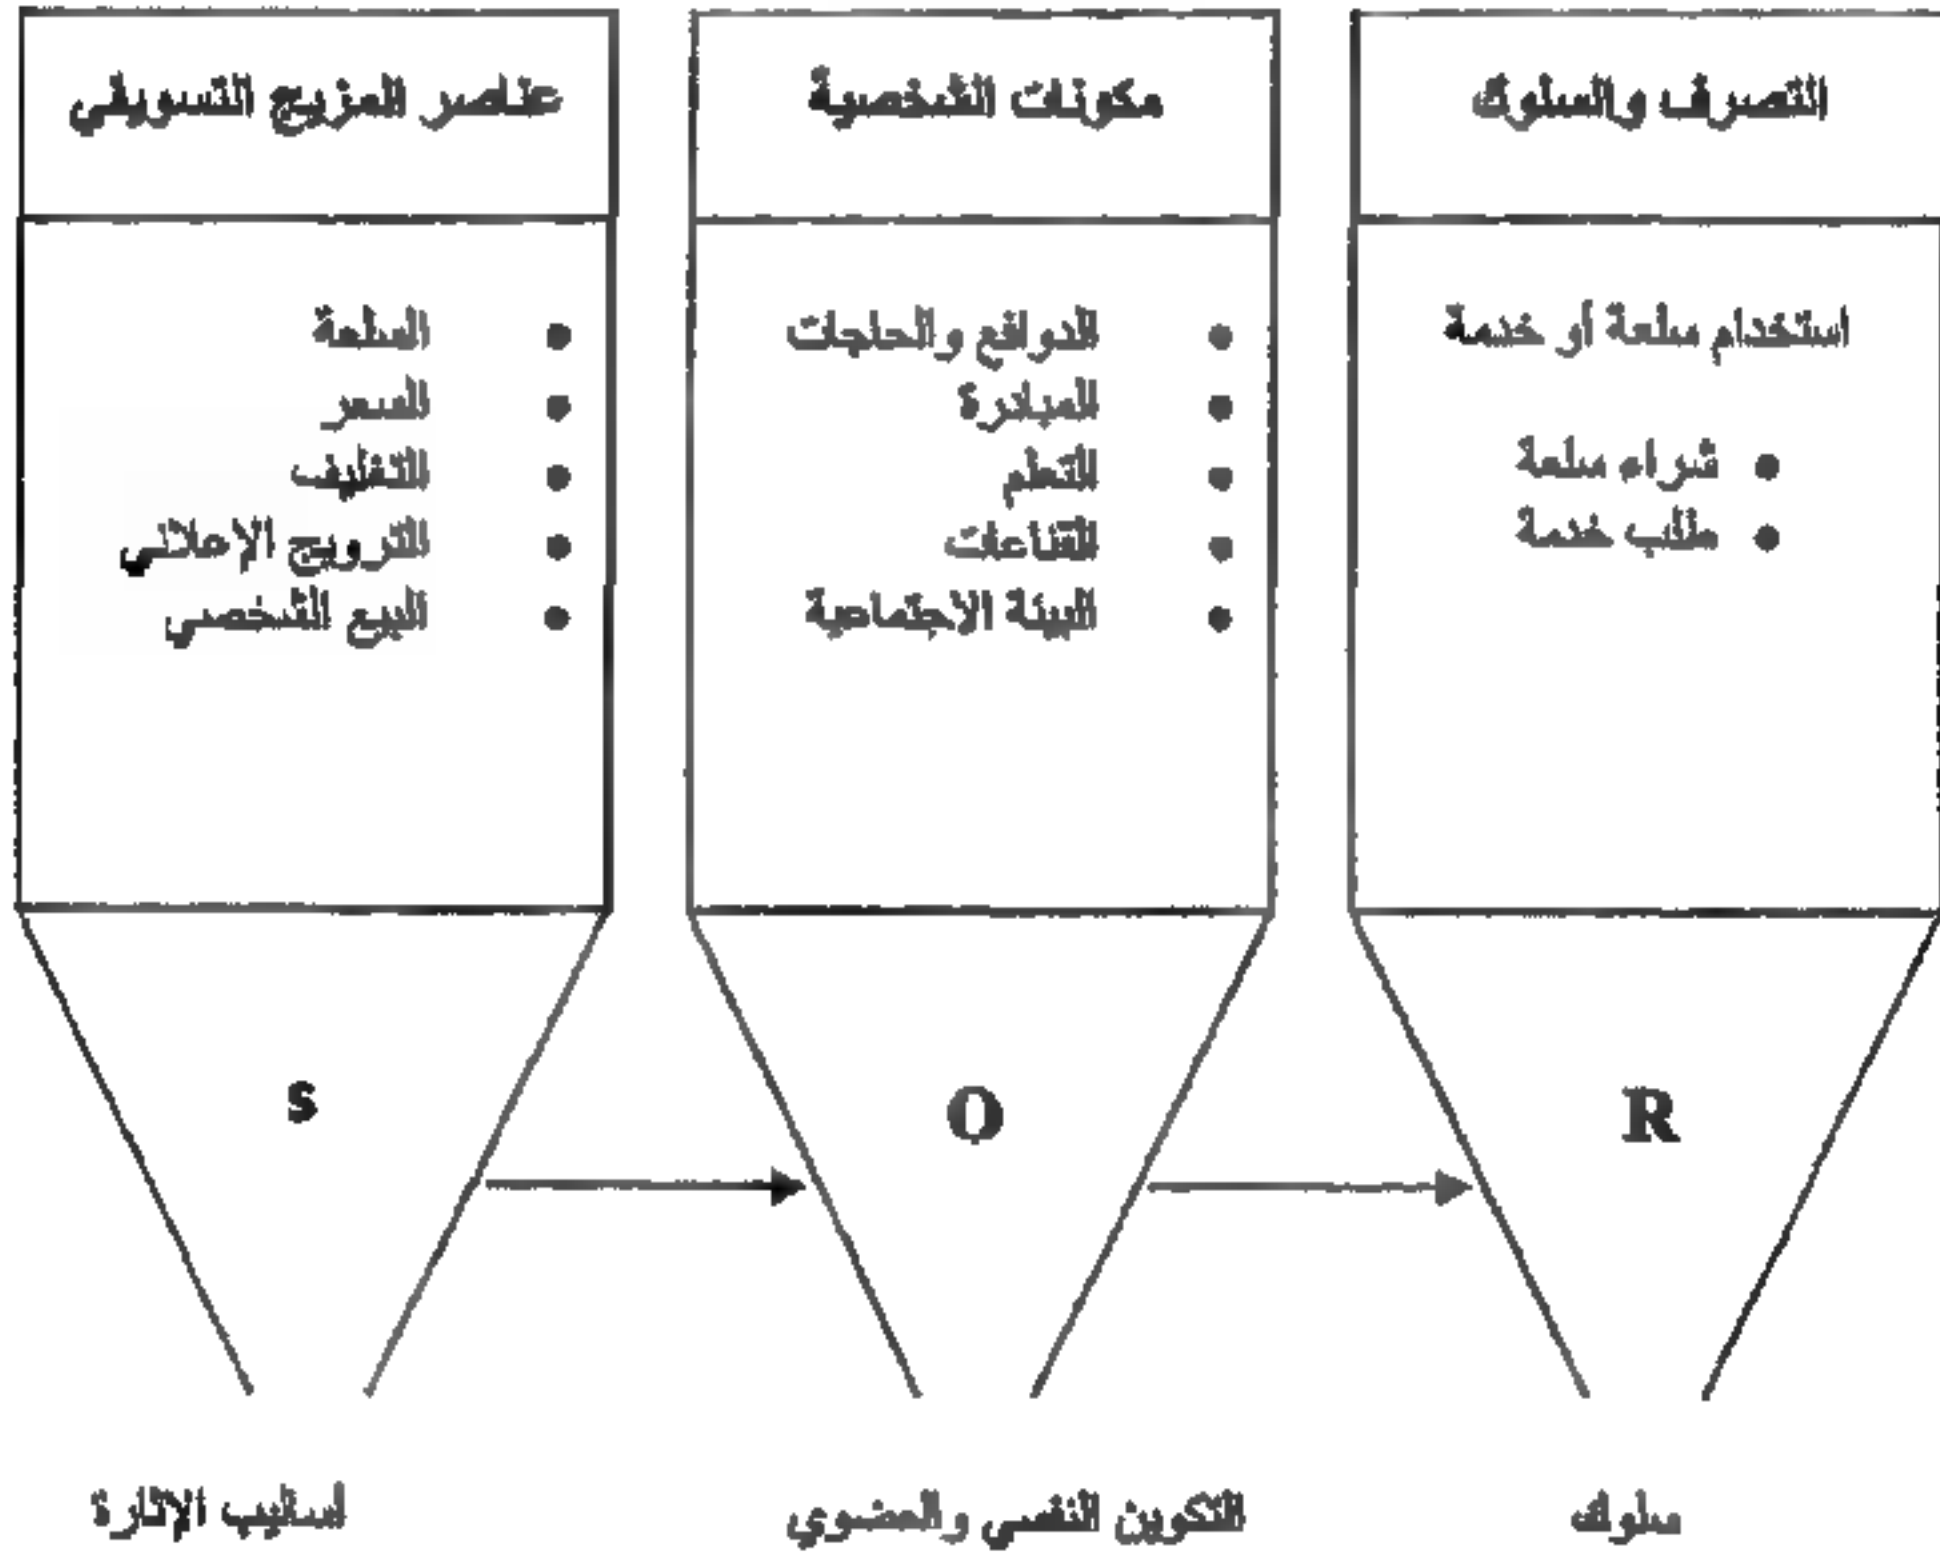 عناصر المزيج التسويقي
السلعة
السعر
التغليف
الترويج الإعلاني
البيع الشخصي
S
أساليب الإثارة
مكونات الشخصية
الدوافع والحاجات
المبادرة
التعلم
القناعات
البيئة الاجتماعية
O
التكوين النفسي والعضوي
التصرف والسلوك
استخدام سلعة أو خدمة
شراء سلعة
طلب خدمة
R
سلوك